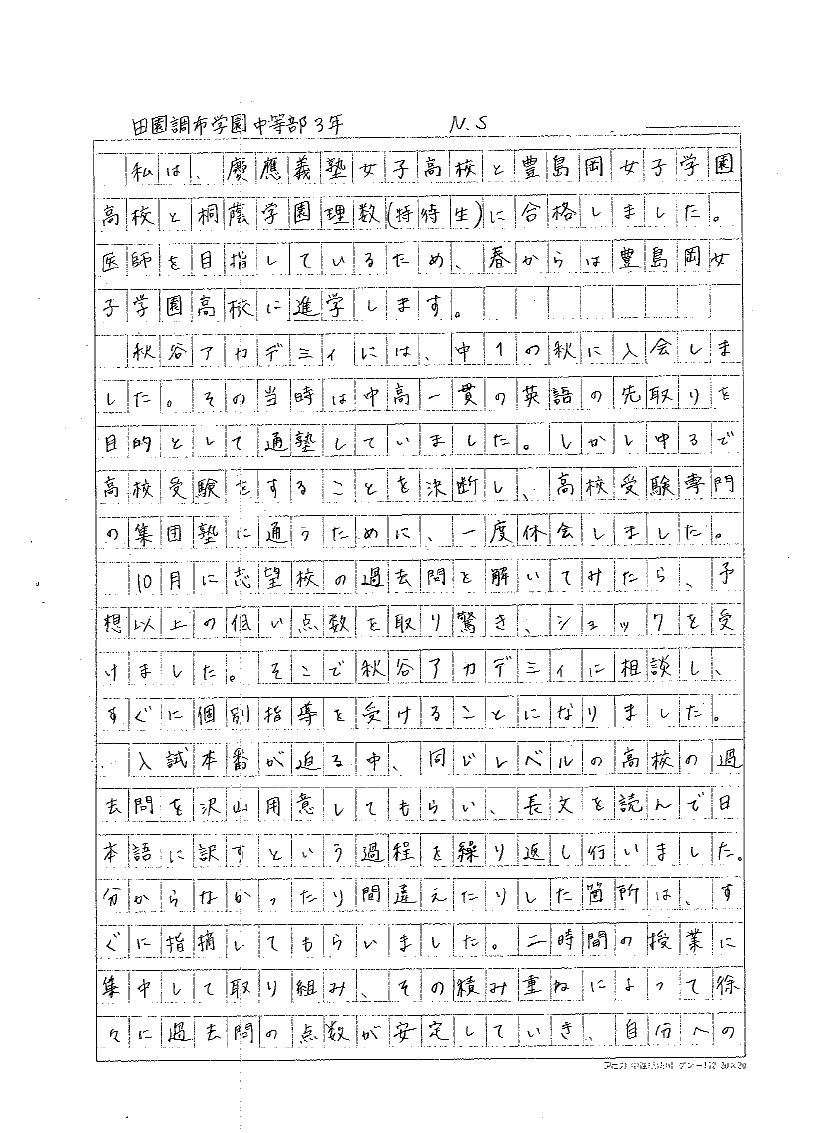 田園調布学園中等部3年 N.S
私は、慶應義塾女子高校と豊島岡女子学園
高校と桐蔭学園理数(特待生)に合格しました。
医師を目指しているため、春からは豊島岡女
子学園高校に進学します。
秋谷アカデミィには、中1の秋に入会しま
した。その当時は中高一貫の英語の先取りを
目的として通塾していました。しかしゆるで
高校受験をすることを決断し、高校受験専門
の集団塾に通うために、一度休会しました。
10月に志望校の過去問を解いてみたら、予
想以上の低い点数を取り驚き、ショックを受
けました。そこで秋谷アカデミィに相談し、
すぐに個別指導を受けることになりました。
入試本番が迫る中、同じレベルの高校の過
去問を沢山用意してもらい、長文を読んで日
本語に訳すという過程を繰り返し行いました。
分からなかったり間違えたりした箇所は、す
ぐに指摘してもらいました。二時間の授業に
集中して取り組み、その積み重ねによって徐
々に過去問の点数が安定していき、自分への
20×20